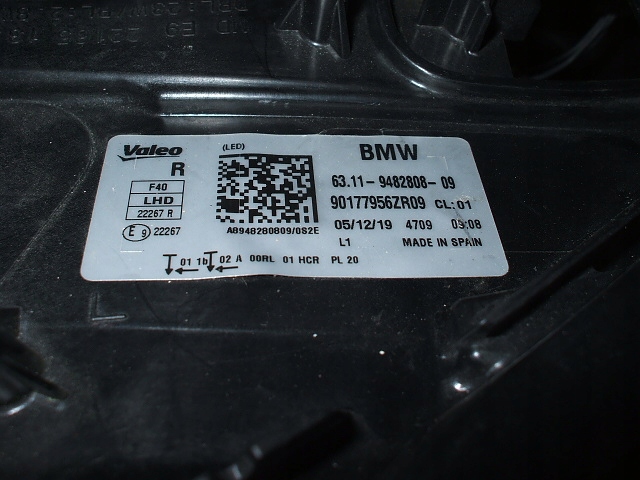 Valeo
R
(LED)
BMW
F40
LHD
22267 R
E 9 22267
A8948280809/0S2E
63.11- 9482808- 09
90177956ZR09 CL:01
05/12/19 4709 09:08
L1 MADE IN SPAIN
01 1b 02 A 00RL 01 HCR PL 20
L